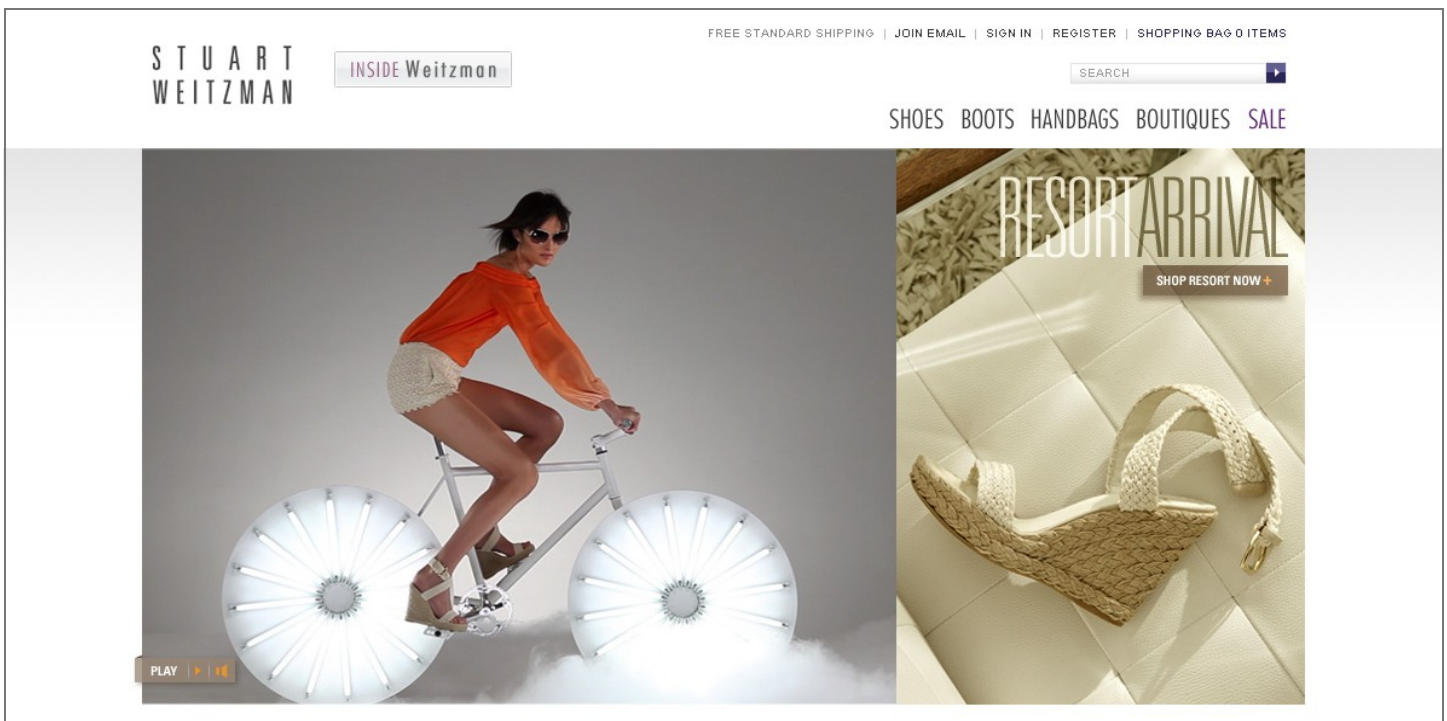 FREE STANDARD SHIPPING | JOIN EMAIL | SIGN IN | REGISTER | SHOPPING BAG 0 ITEMS
STUART
WEITZMAN
INSIDE Weitzman
SEARCH
SHOES BOOTS HANDBAGS BOUTIQUES SALE
RESORTARRIVAL
SHOP RESORT NOW +
PLAY